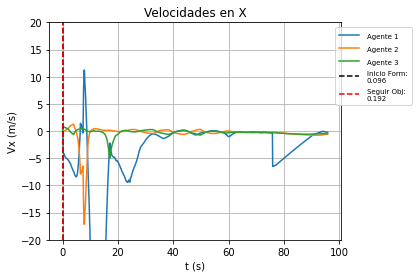 Velocidades en X
Vx (m/s)
20
15
10
5
0
−5
−10
−15
−20
0
20
40
60
80
100
t (s)
Agente 1
Agente 2
Agente 3
Inicio Form:
0.096
Seguir Obj:
0.192